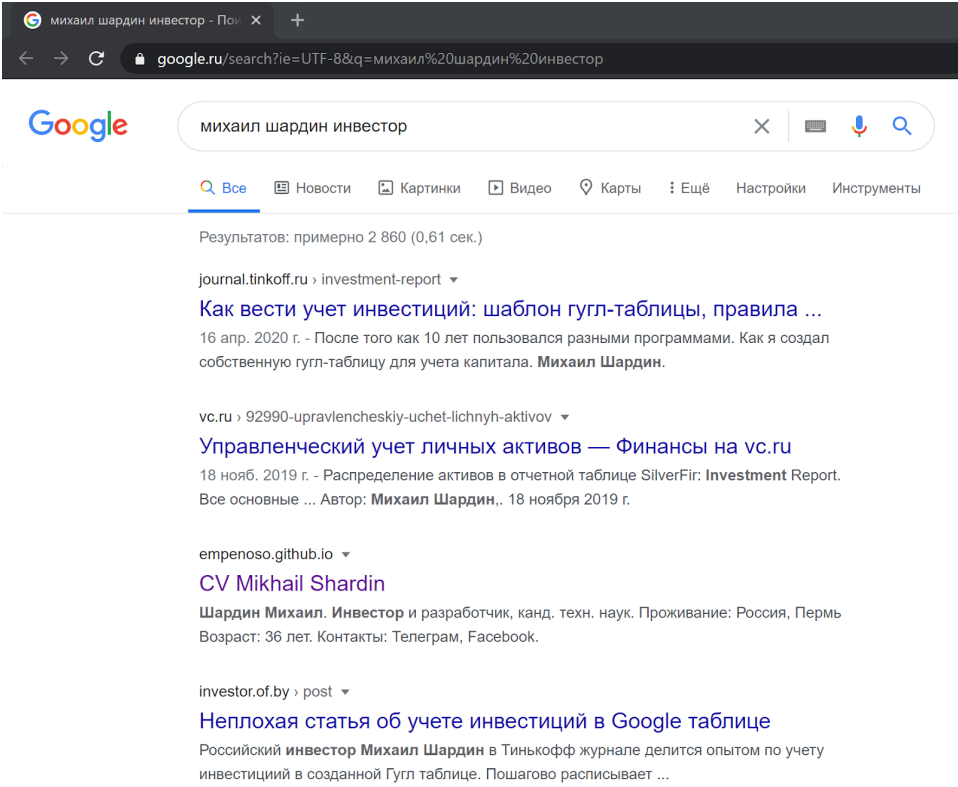 михаил шардин инвестор - Пои
google.ru/search?ie=UTF-8&q=михаил%20шардин%20инвестор
Google
михаил шардин инвестор
Все Новости Картинки Видео Карты Ещё Настройки Инструменты
Результатов: примерно 2 860 (0,61 сек.)
journal.tinkoff.ru › investment-report
Как вести учет инвестиций: шаблон гугл-таблицы, правила ...
16 апр. 2020 г. - После того как 10 лет пользовался разными программами. Как я создал
собственную гугл-таблицу для учета капитала. Михаил Шардин.
vc.ru › 92990-upravlencheskiy-uchet-lichnyh-aktivov
Управленческий учет личных активов — Финансы на vc.ru
18 нояб. 2019 г. - Распределение активов в отчетной таблице SilverFir: Investment Report.
Все основные ... Автор: Михаил Шардин,. 18 ноября 2019 г.
empenoso.github.io
CV Mikhail Shardin
Шардин Михаил. Инвестор и разработчик, канд. техн. наук. Проживание: Россия, Пермь
Возраст: 36 лет. Контакты: Телеграм, Facebook.
investor.of.by › post
Неплохая статья об учете инвестиций в Google таблице
Российский инвестор Михаил Шардин в Тинькофф журнале делится опытом по учету
инвестициий в созданной Гугл таблице. Пошагово расписывает ...